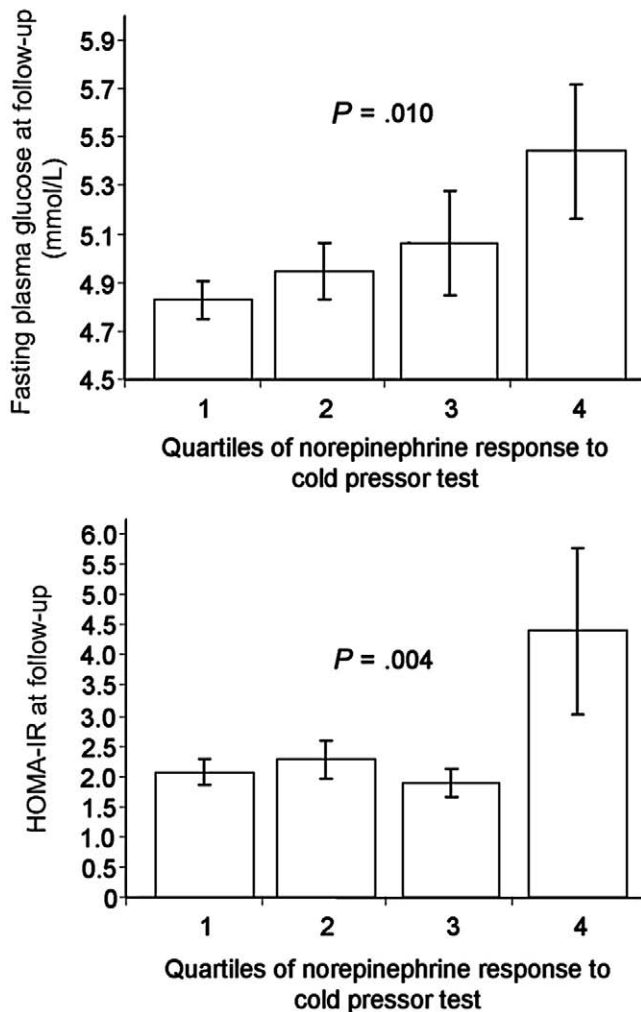 Fasting plasma glucose at follow-up
(mmol/L)
5.9
5.7
5.5
5.3
5.1
4.9
4.7
4.5
P = .010
1 2 3 4
Quartiles of norepinephrine response to
cold pressor test
HOMA-IR at follow-up
6.0
5.5
5.0
4.5
4.0
3.5
3.0
2.5
2.0
1.5
1.0
0.5
0
P = .004
1 2 3 4
Quartiles of norepinephrine response to
cold pressor test